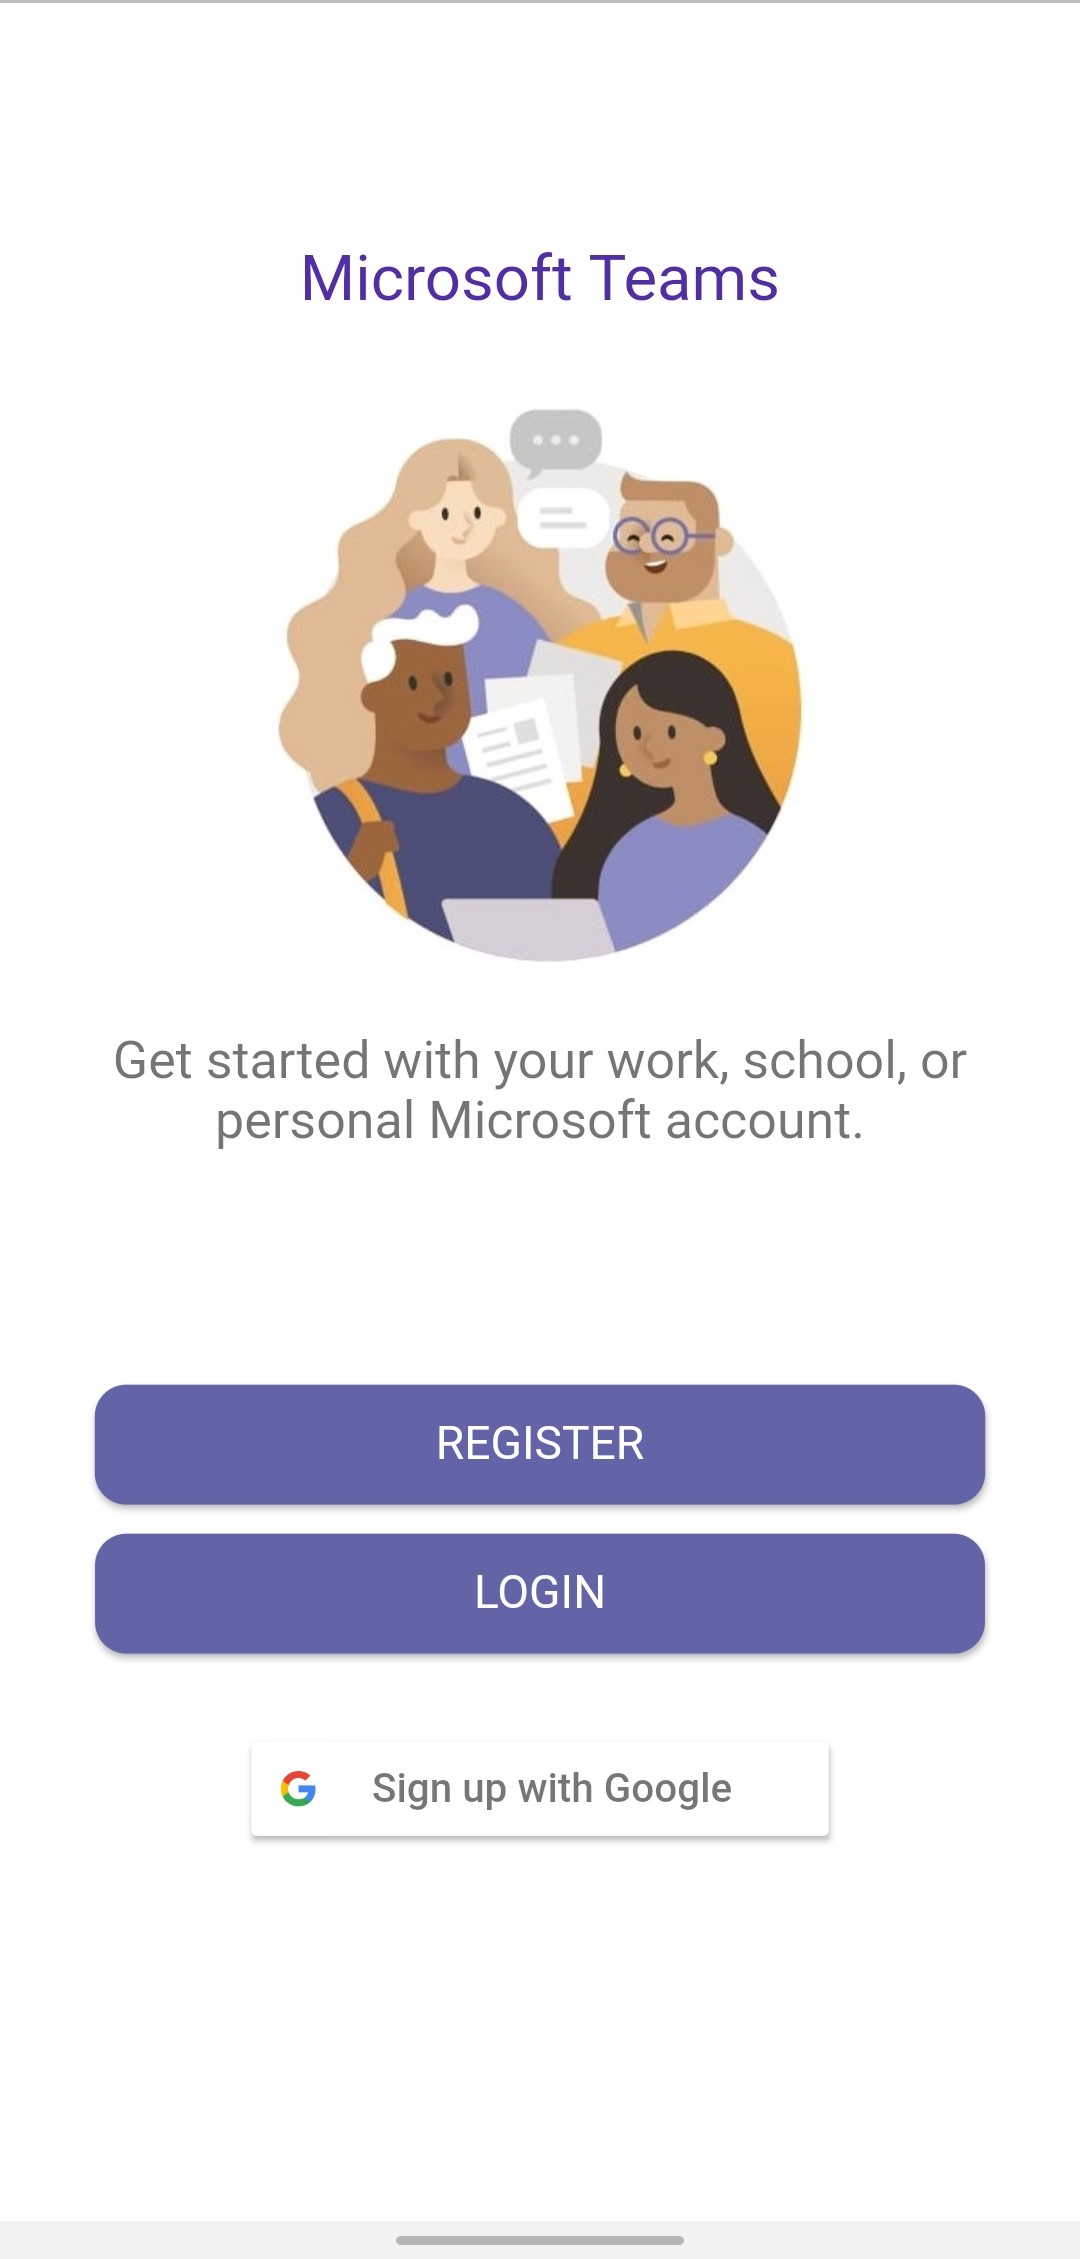 Microsoft Teams
Get started with your work, school, or
personal Microsoft account.
REGISTER
LOGIN
Sign up with Google